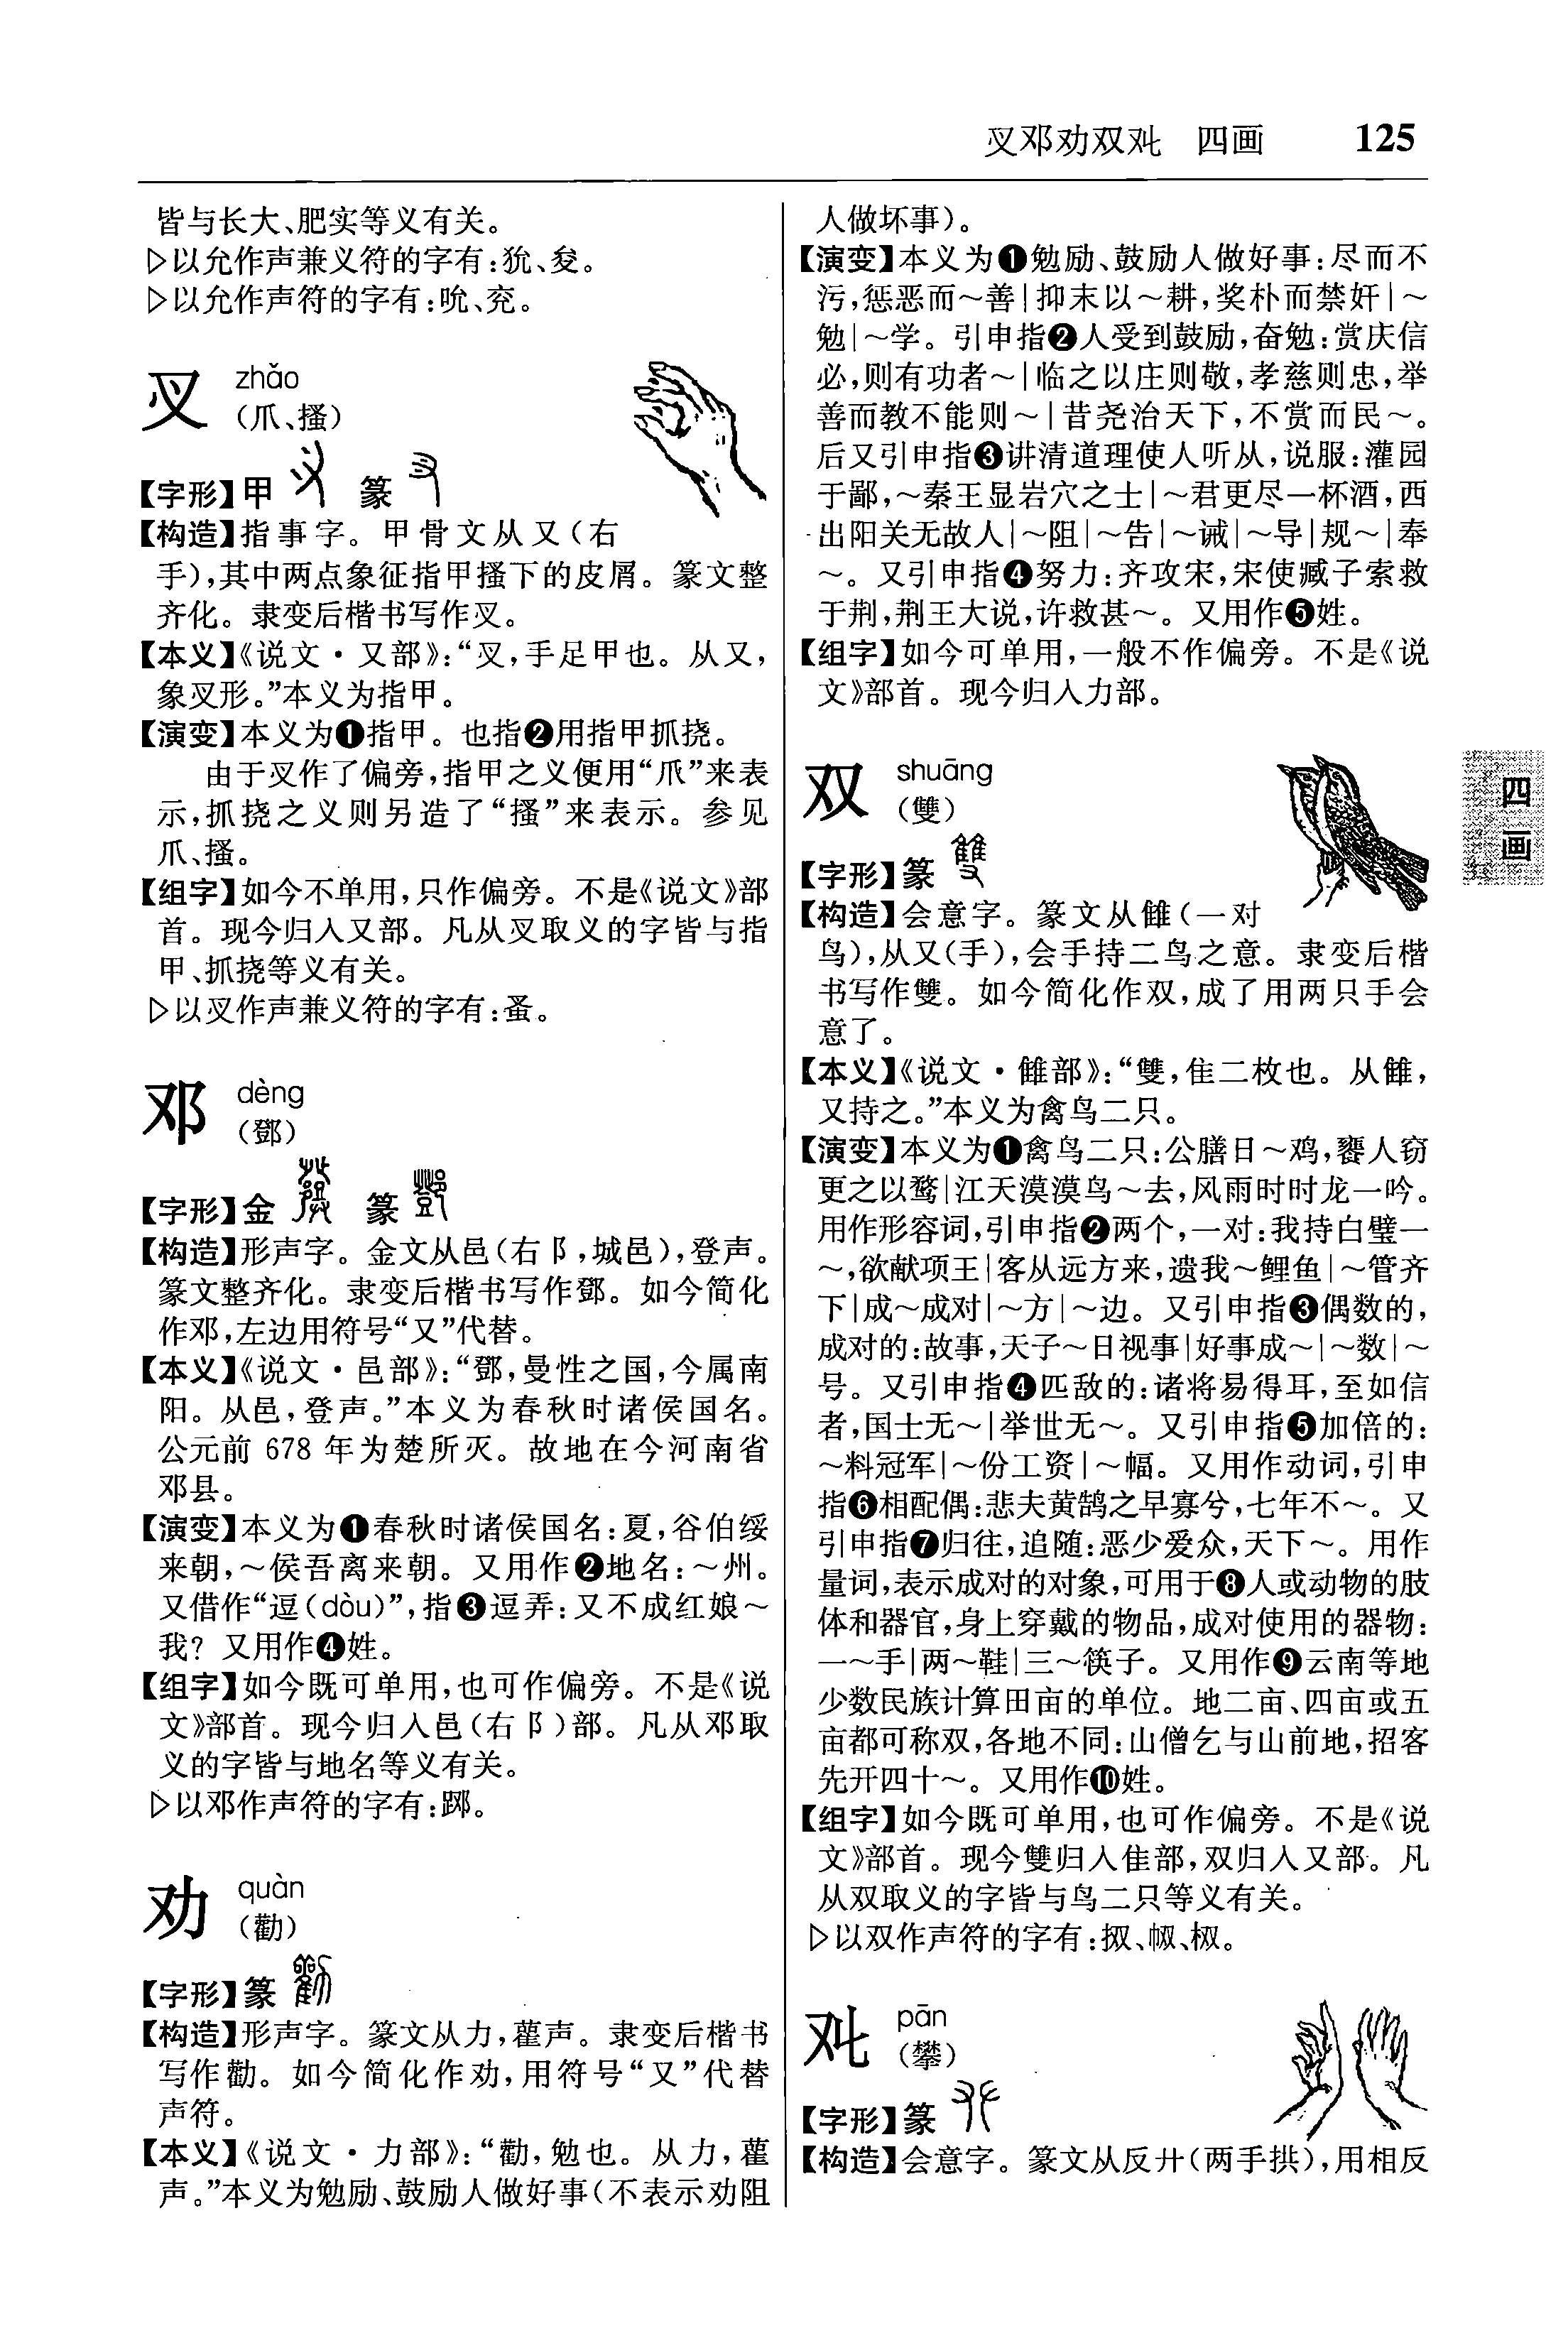 叉邓劝双𠬜 四画 125
皆与长大、肥实等义有关。
▷以允作声兼义符的字有:狁、夋。
▷以允作声符的字有:吮、兖。
叉 zhǎo
(爪、搔)
【字形】甲 篆
【构造】指事字。甲骨文从又(右
手),其中两点象征指甲搔下的皮屑。篆文整
齐化。隶变后楷书写作叉。
【本义】《说文·又部》:“叉,手足甲也。从又,
象叉形。”本义为指甲。
【演变】本义为❶指甲。也指❷用指甲抓挠。
由于叉作了偏旁,指甲之义便用“爪”来表
示,抓挠之义则另造了“搔”来表示。参见
爪、搔。
【组字】如今不单用,只作偏旁。不是《说文》部
首。现今归入又部。凡从叉取义的字皆与指
甲、抓挠等义有关。
▷以叉作声兼义符的字有:蚤。
邓 dèng
(鄧)
【字形】金 篆
【构造】形声字。金文从邑(右阝,城邑),登声。
篆文整齐化。隶变后楷书写作鄧。如今简化
作邓,左边用符号“又”代替。
【本义】《说文·邑部》:“鄧,曼性之国,今属南
阳。从邑,登声。”本义为春秋时诸侯国名。
公元前 678 年为楚所灭。故地在今河南省
邓县。
【演变】本义为❶春秋时诸侯国名:夏,谷伯绥
来朝,～侯吾离来朝。又用作❷地名:～州。
又借作“逗(dòu)”,指❸逗弄:又不成红娘～
我?又用作❹姓。
【组字】如今既可单用,也可作偏旁。不是《说
文》部首。现今归入邑(右阝)部。凡从邓取
义的字皆与地名等义有关。
▷以邓作声符的字有:踯。
劝 quàn
(勸)
【字形】篆
【构造】形声字。篆文从力,雚声。隶变后楷书
写作勸。如今简化作劝,用符号“又”代替
声符。
【本义】《说文·力部》:“勸,勉也。从力,雚
声。”本义为勉励、鼓励人做好事(不表示劝阻
人做坏事)。
【演变】本义为❶勉励、鼓励人做好事:尽而不
污,惩恶而～善|抑末以～耕,奖朴而禁奸|～
勉|～学。引申指❷人受到鼓励,奋勉:赏庆信
必,则有功者～|临之以庄则敬,孝慈则忠,举
善而教不能则～|昔尧治天下,不赏而民～。
后又引申指❸讲清道理使人听从,说服:灌园
于鄙,～秦王显岩穴之士|～君更尽一杯酒,西
出阳关无故人|～阻|～告|～诫|～导|规～|奉
～。又引申指❹努力:齐攻宋,宋使臧子索救
于荆,荆王大说,许救甚～。又用作❺姓。
【组字】如今可单用,一般不作偏旁。不是《说
文》部首。现今归入力部。
双 shuāng
(雙)
【字形】篆
【构造】会意字。篆文从雔(一对
鸟),从又(手),会手持二鸟之意。隶变后楷
书写作雙。如今简化作双,成了用两只手会
意了。
【本义】《说文·雔部》:“雙,隹二枚也。从雔,
又持之。”本义为禽鸟二只。
【演变】本义为❶禽鸟二只:公膳日～鸡,饔人窃
更之以鹜|江天漠漠鸟～去,风雨时时龙一吟。
用作形容词,引申指❷两个,一对:我持白璧一
～,欲献项王|客从远方来,遗我～鲤鱼|～管齐
下|成～成对|～方|～边。又引申指❸偶数的,
成对的:故事,天子～日视事|好事成～|～数|～
号。又引申指❹匹敌的:诸将易得耳,至如信
者,国士无～|举世无～。又引申指❺加倍的:
～料冠军|～份工资|～幅。又用作动词,引申
指❻相配偶:悲夫黄鹄之早寡兮,七年不～。又
引申指❼归往,追随:恶少爱众,天下～。用作
量词,表示成对的对象,可用于❽人或动物的肢
体和器官,身上穿戴的物品,成对使用的器物:
一～手|两～鞋|三～筷子。又用作❾云南等地
少数民族计算田亩的单位。地二亩、四亩或五
亩都可称双,各地不同:山僧乞与山前地,招客
先开四十～。又用作❿姓。
【组字】如今既可单用,也可作偏旁。不是《说
文》部首。现今雙归入隹部,双归入又部。凡
从双取义的字皆与鸟二只等义有关。
▷以双作声符的字有:㧐、㡒、㭠。
𠬜 pān
(攀)
【字形】篆
【构造】会意字。篆文从反廾(两手拱),用相反
四画